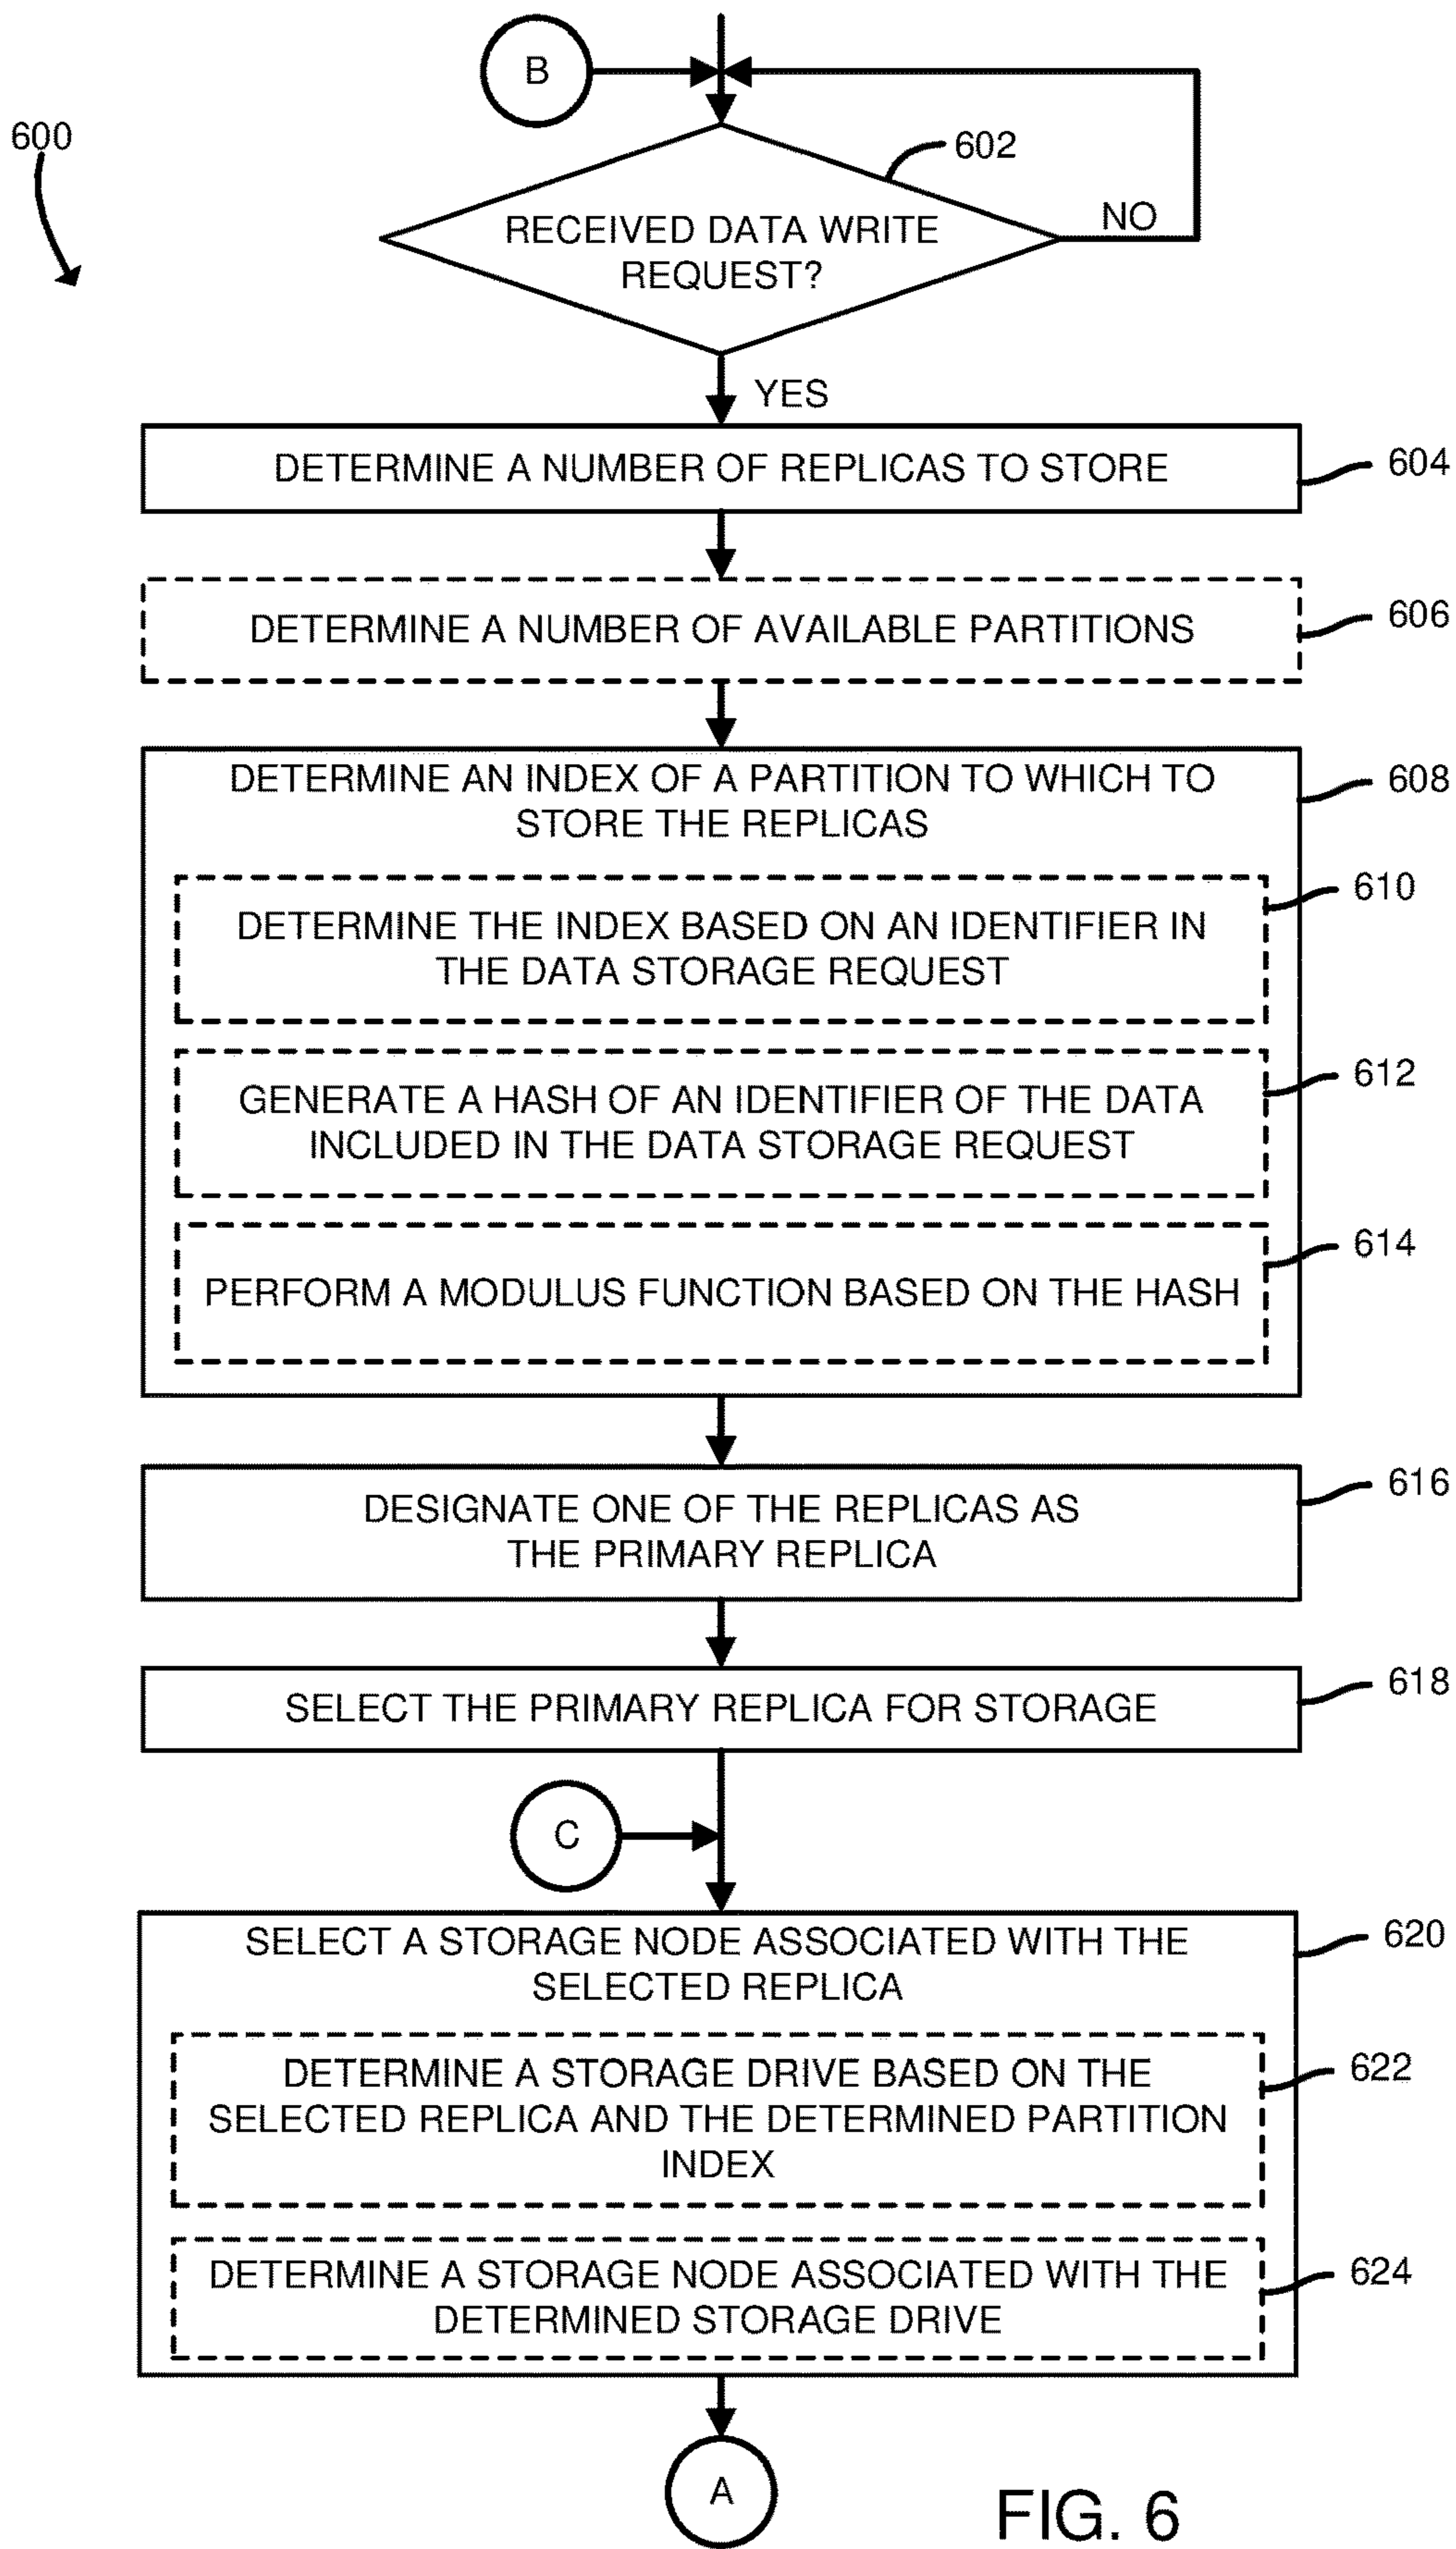 B
600
602
RECEIVED DATA WRITE
REQUEST?
NO
YES
DETERMINE A NUMBER OF REPLICAS TO STORE
604
DETERMINE A NUMBER OF AVAILABLE PARTITIONS
606
DETERMINE AN INDEX OF A PARTITION TO WHICH TO
STORE THE REPLICAS
608
610
DETERMINE THE INDEX BASED ON AN IDENTIFIER IN
THE DATA STORAGE REQUEST
612
GENERATE A HASH OF AN IDENTIFIER OF THE DATA
INCLUDED IN THE DATA STORAGE REQUEST
614
PERFORM A MODULUS FUNCTION BASED ON THE HASH
616
DESIGNATE ONE OF THE REPLICAS AS
THE PRIMARY REPLICA
618
SELECT THE PRIMARY REPLICA FOR STORAGE
C
620
SELECT A STORAGE NODE ASSOCIATED WITH THE
SELECTED REPLICA
622
DETERMINE A STORAGE DRIVE BASED ON THE
SELECTED REPLICA AND THE DETERMINED PARTITION
INDEX
624
DETERMINE A STORAGE NODE ASSOCIATED WITH THE
DETERMINED STORAGE DRIVE
A
FIG. 6